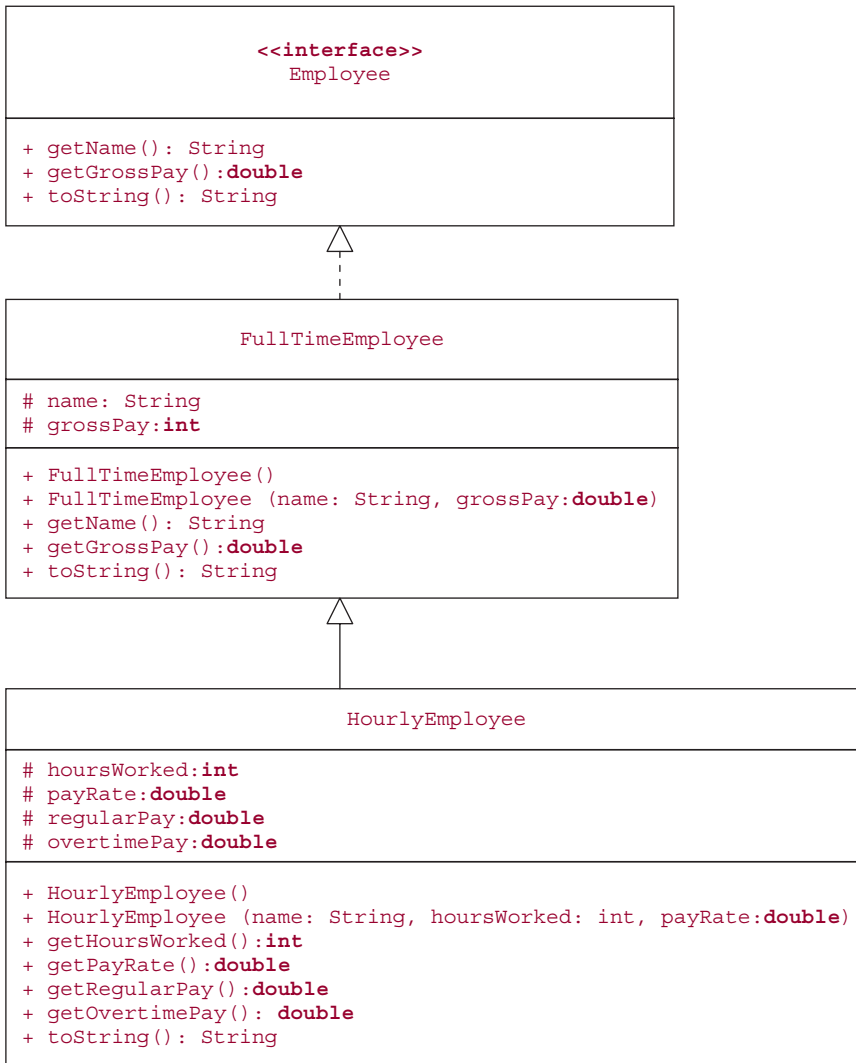 <<interface>>
Employee
+ getName(): String
+ getGrossPay():double
+ toString(): String
FullTimeEmployee
# name: String
# grossPay:int
+ FullTimeEmployee()
+ FullTimeEmployee (name: String, grossPay:double)
+ getName(): String
+ getGrossPay():double
+ toString(): String
HourlyEmployee
# hoursWorked:int
# payRate:double
# regularPay:double
# overtimePay:double
+ HourlyEmployee()
+ HourlyEmployee (name: String, hoursWorked: int, payRate:double)
+ getHoursWorked():int
+ getPayRate():double
+ getRegularPay():double
+ getOvertimePay(): double
+ toString(): String